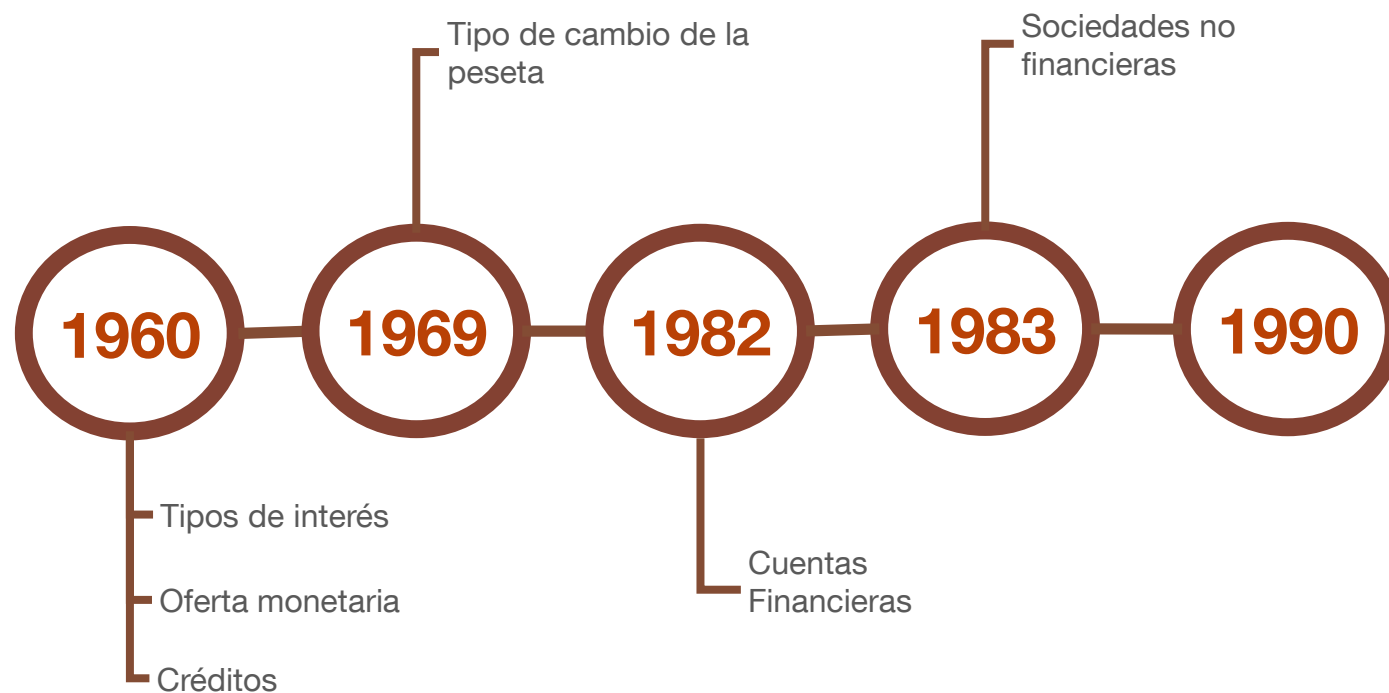 Tipo de cambio de la
peseta
Sociedades no
financieras
1960
1969
1982
1983
1990
Tipos de interés
Oferta monetaria
Créditos
Cuentas
Financieras